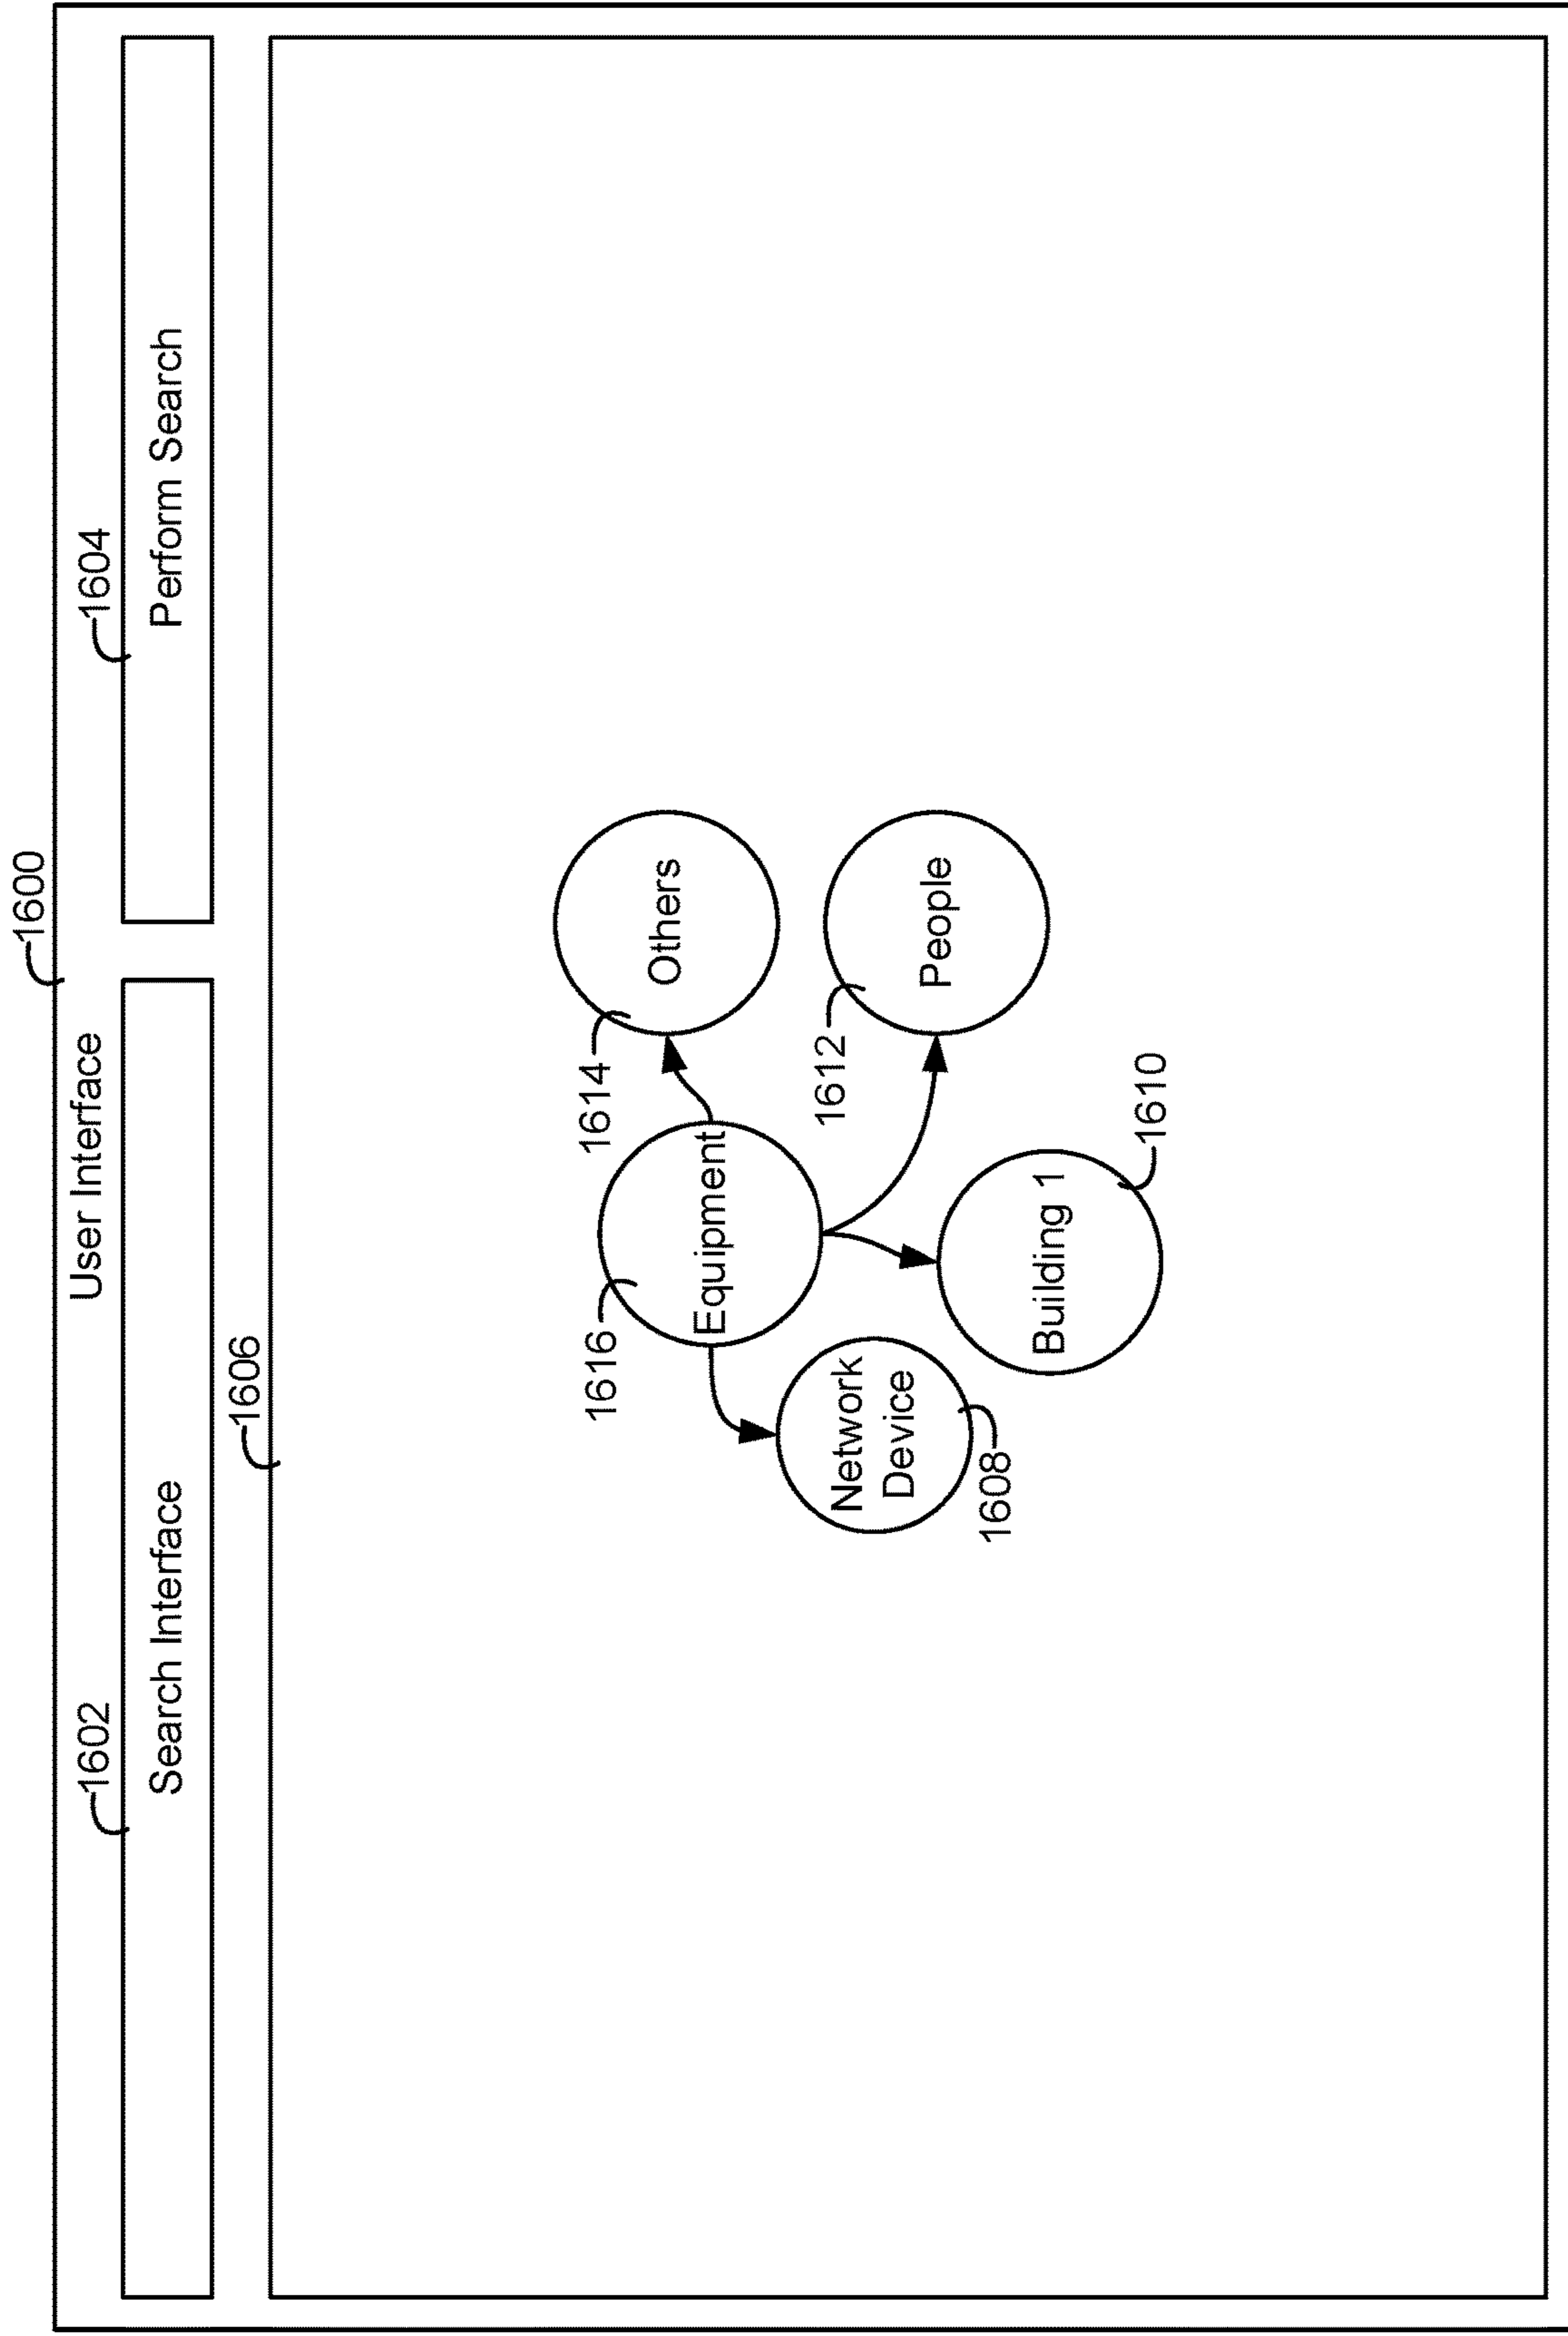 1600
User Interface
1602
1604
Search Interface
Perform Search
1606
1614
Others
1616
Equipment
1612
People
Network
Device
1608
Building 1
1610